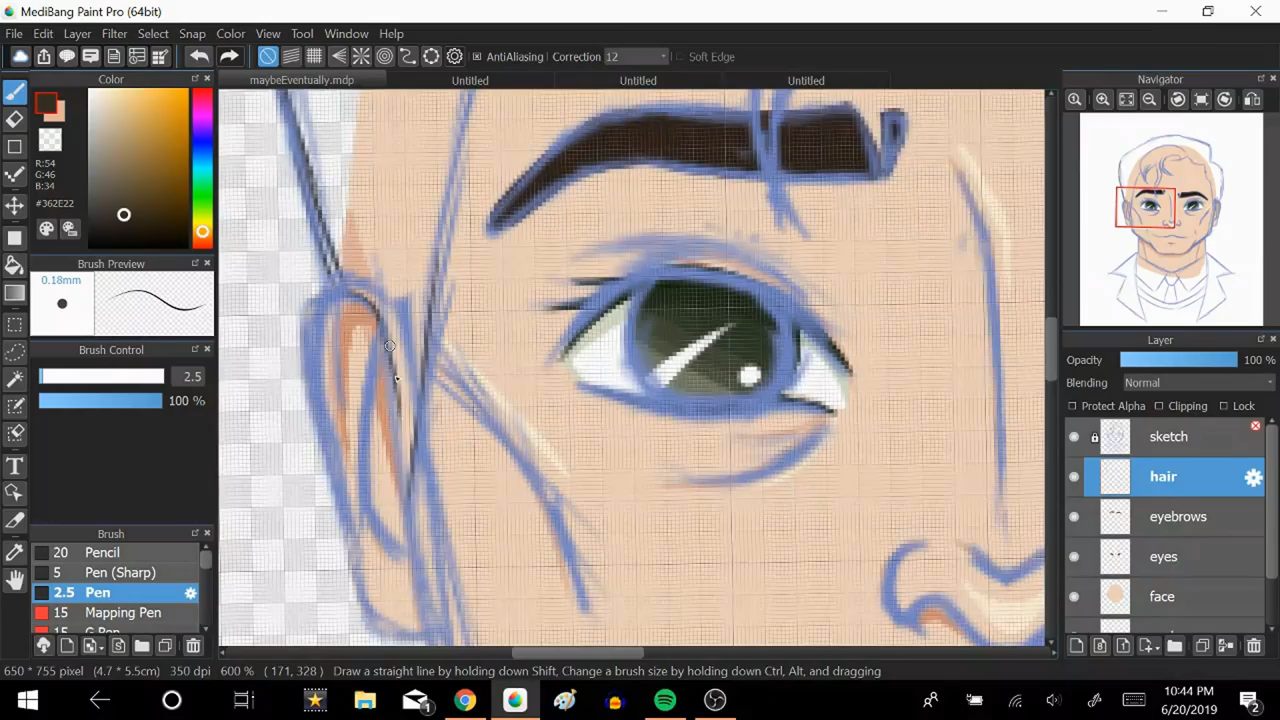 MediBang Paint Pro (64bit)
File Edit Layer Filter Select Snap Color View Tool Window Help
AntiAliasing Correction 12 Soft Edge
Color
maybeEventually.mdp Untitled Untitled Untitled
Navigator
R:54
G:46
B:34
#362E22
Brush Preview
0.18mm
Brush Control
2.5
100 %
Layer
Opacity 100 %
Blending Normal
Protect Alpha Clipping Lock
sketch
hair
eyebrows
eyes
face
Brush
20 Pencil
5 Pen (Sharp)
2.5 Pen
15 Mapping Pen
15 G Pen
650 * 755 pixel (4.7 * 5.5cm) 350 dpi 600 % ( 171, 328 ) Draw a straight line by holding down Shift, Change a brush size by holding down Ctrl, Alt, and dragging
1
10:44 PM
6/20/2019
2